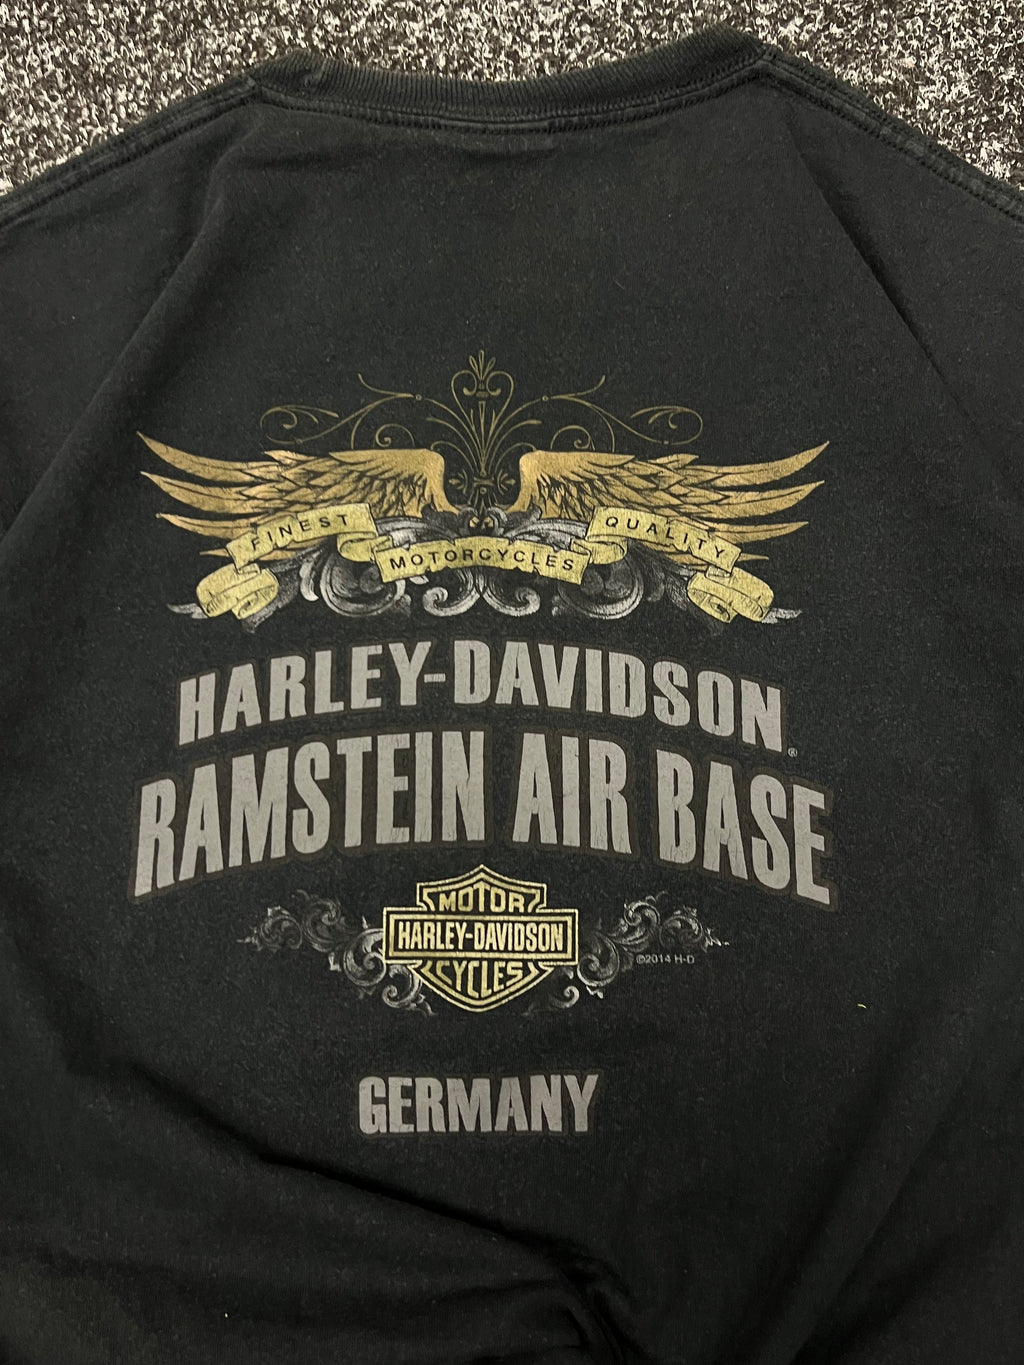 FINEST
MOTORCYCLES
QUALITY
HARLEY-DAVIDSON®
RAMSTEIN AIR BASE
MOTOR
HARLEY-DAVIDSON
CYCLES
©2014 H-D
GERMANY